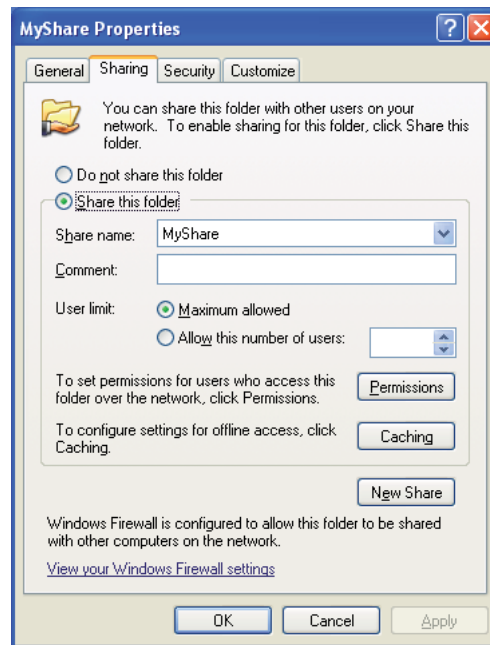 MyShare Properties
General Sharing Security Customize
You can share this folder with other users on your
network. To enable sharing for this folder, click Share this
folder.
Do not share this folder
Share this folder
Share name: MyShare
Comment:
User limit: Maximum allowed
Allow this number of users:
To set permissions for users who access this
folder over the network, click Permissions.
Permissions
To configure settings for offline access, click
Caching.
Caching
New Share
Windows Firewall is configured to allow this folder to be shared
with other computers on the network.
View your Windows Firewall settings
OK Cancel Apply